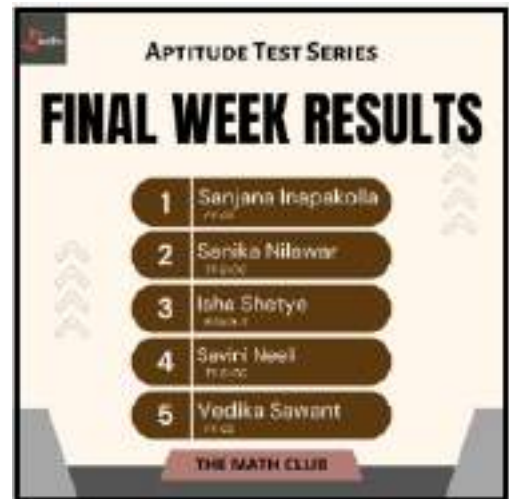 APTITUDE TEST SERIES
FINAL WEEK RESULTS
1 Sanjana Inapakolla
2 Sanika Nilawar
3 Isha Shetye
4 Savini Neeli
5 Vedika Sawant
THE MATH CLUB